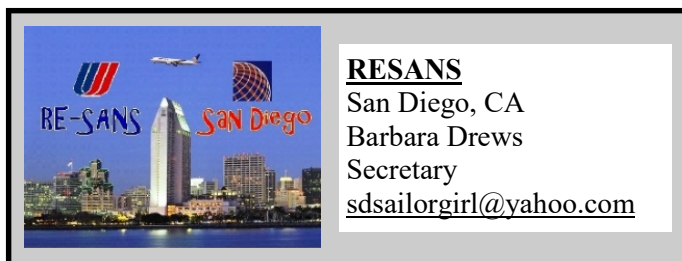 RE-SANS
San Diego
RESANS
San Diego, CA
Barbara Drews
Secretary
sdsailorgirl@yahoo.com